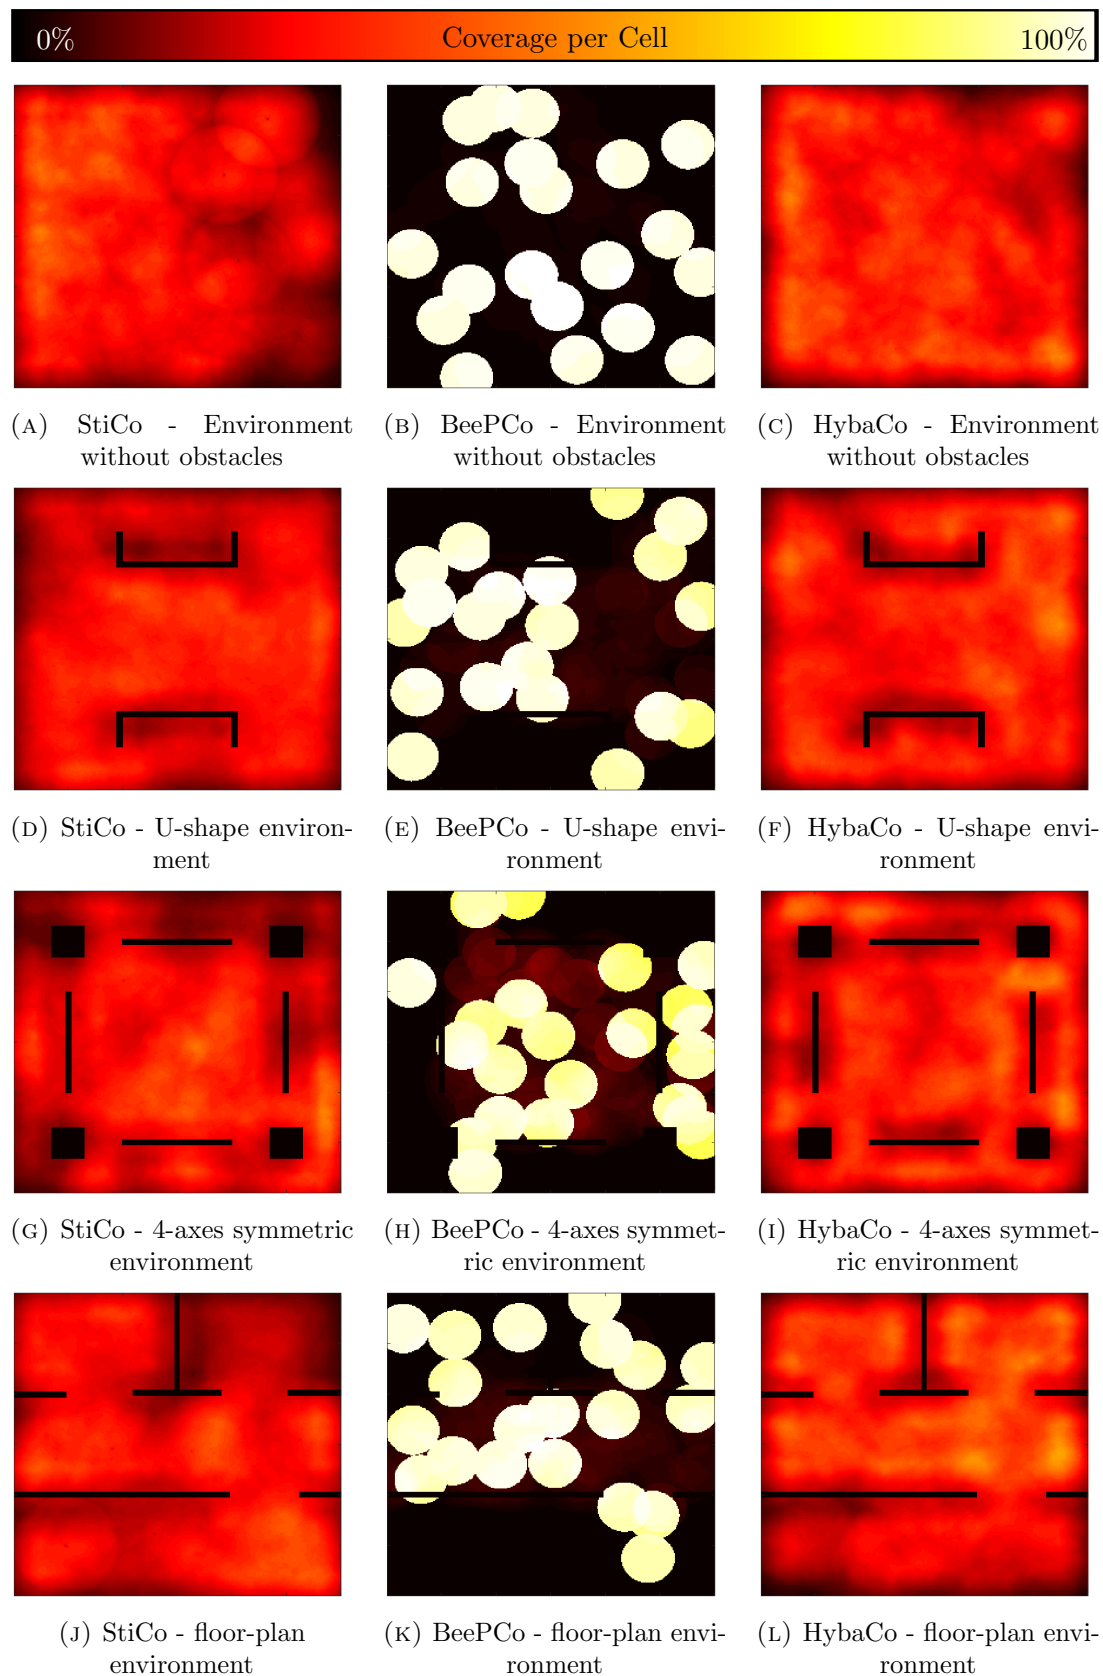 0% Coverage per Cell 100%
(A) StiCo - Environment without obstacles
(B) BeePCo - Environment without obstacles
(C) HybaCo - Environment without obstacles
(D) StiCo - U-shape environ-
ment
(E) BeePCo - U-shape envi-
ronment
(F) HybaCo - U-shape envi-
ronment
(G) StiCo - 4-axes symmetric
environment
(H) BeePCo - 4-axes symmet-
ric environment
(I) HybaCo - 4-axes symmet-
ric environment
(J) StiCo - floor-plan
environment
(K) BeePCo - floor-plan envi-
ronment
(L) HybaCo - floor-plan envi-
ronment